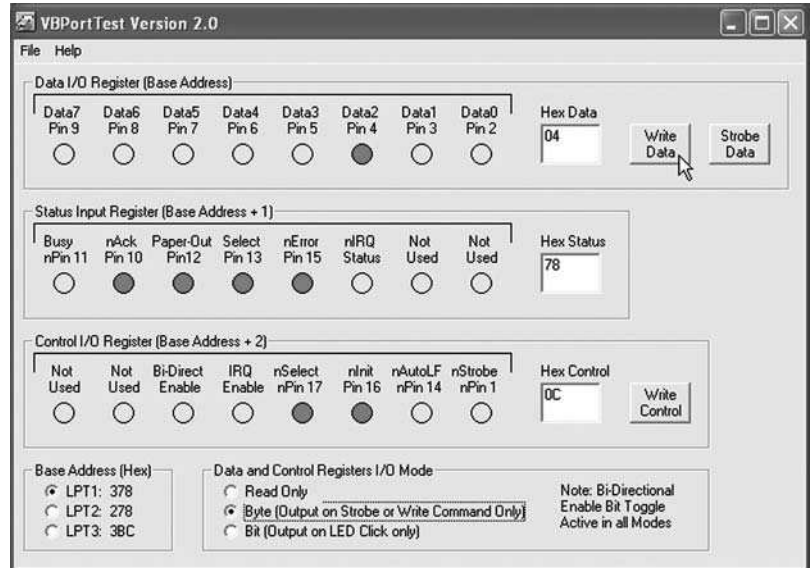 VBPortTest Version 2.0
File Help
Data I/O Register (Base Address)
Data7 Data6 Data5 Data4 Data3 Data2 Data1 Data0 Hex Data
Pin 9 Pin 8 Pin 7 Pin 6 Pin 5 Pin 4 Pin 3 Pin 2 04 Write Data Strobe Data
Status Input Register (Base Address + 1)
Busy nAck Paper-Out Select nError nIRQ Not Not Hex Status
nPin 11 Pin 10 Pin12 Pin 13 Pin 15 Status Used Used 78
Control I/O Register (Base Address + 2)
Not Not Bi-Direct IRQ nSelect nInit nAutoLF nStrobe Hex Control
Used Used Enable Enable nPin 17 Pin 16 nPin 14 nPin 1 0C Write Control
Base Address (Hex)
LPT1: 378
LPT2: 278
LPT3: 3BC
Data and Control Registers I/O Mode
Read Only
Byte (Output on Strobe or Write Command Only)
Bit (Output on LED Click only)
Note: Bi-Directional
Enable Bit Toggle
Active in all Modes